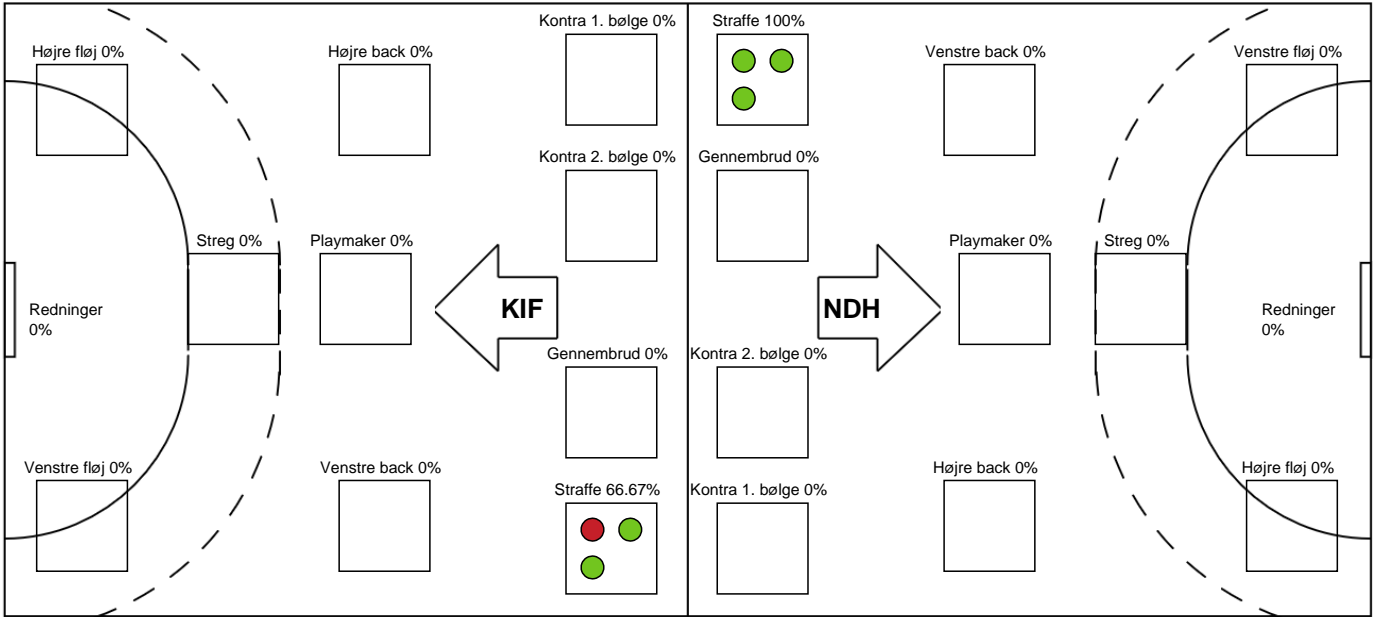 Kontra 1. bølge 0%
Straffe 100%
Højre fløj 0%
Højre back 0%
Venstre back 0%
Venstre fløj 0%
Kontra 2. bølge 0%
Gennembrud 0%
Streg 0%
Playmaker 0%
Playmaker 0%
Streg 0%
Redninger
0%
KIF
NDH
Redninger
0%
Gennembrud 0%
Kontra 2. bølge 0%
Venstre fløj 0%
Venstre back 0%
Højre back 0%
Højre fløj 0%
Straffe 66.67%
Kontra 1. bølge 0%